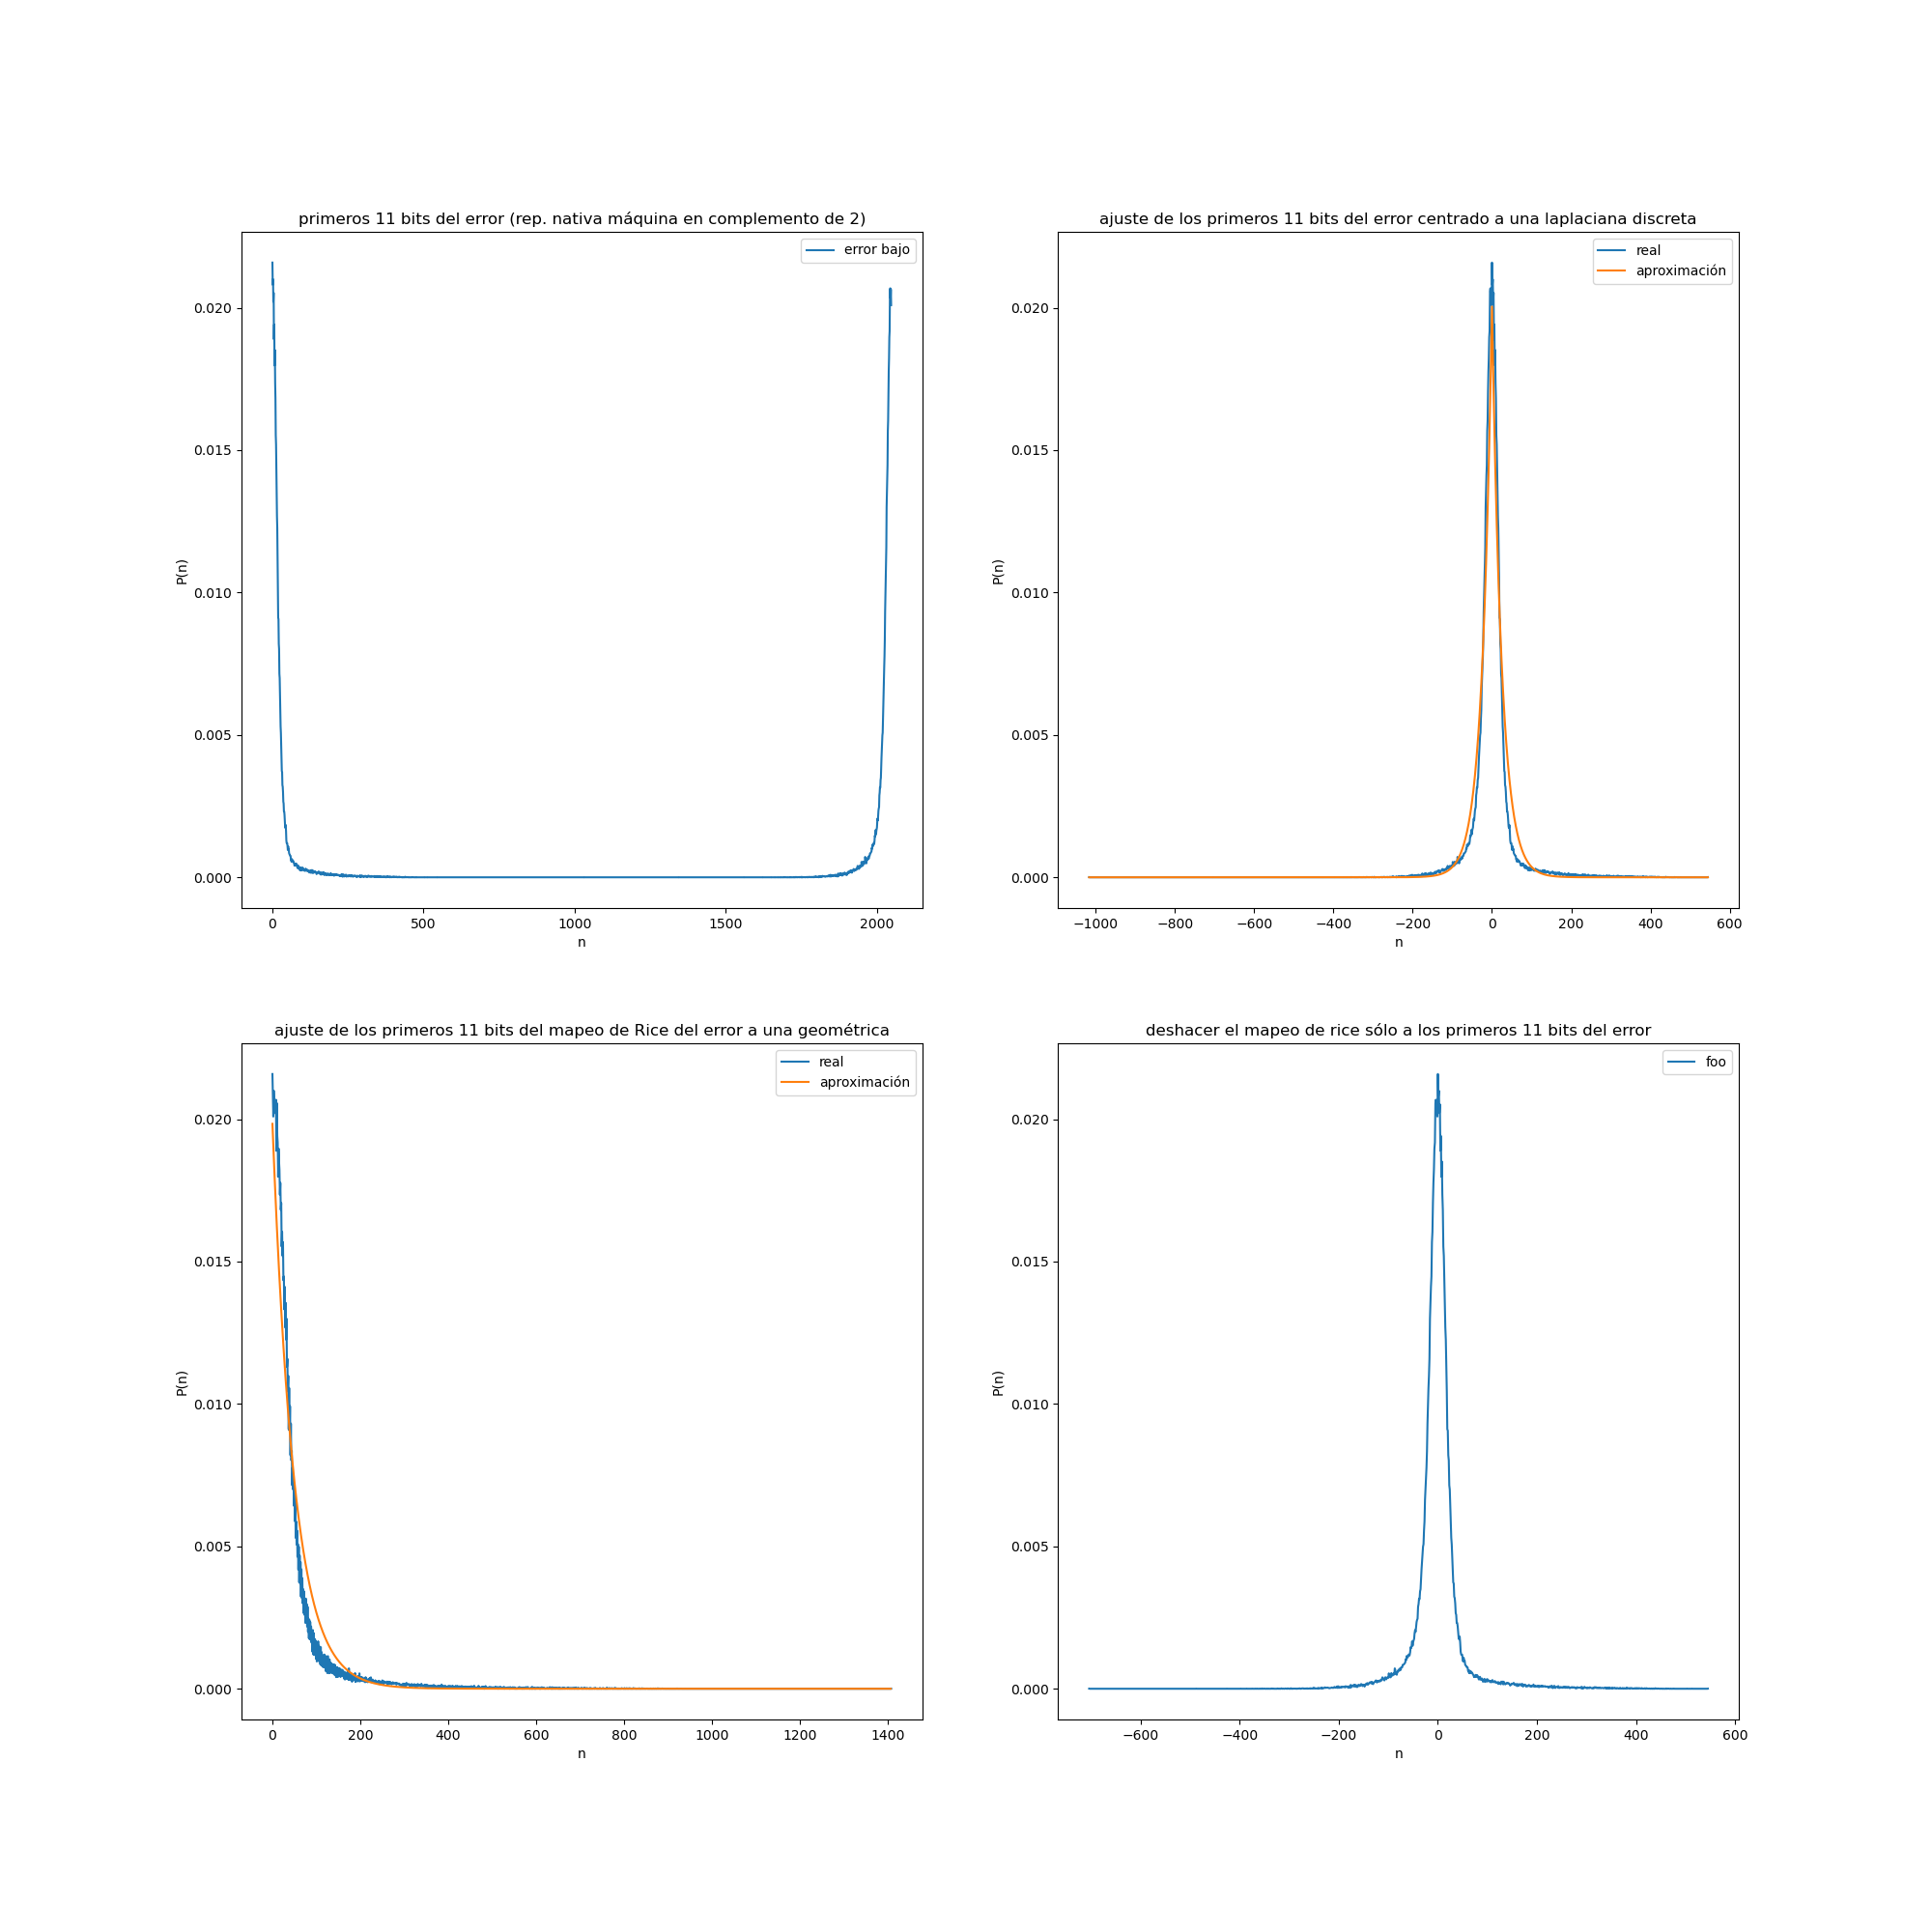 primeros 11 bits del error (rep. nativa máquina en complemento de 2)
error bajo
0.020
0.015
0.010
0.005
0.000
P(n)
0 500 1000 1500 2000
n
ajuste de los primeros 11 bits del error centrado a una laplaciana discreta
real
aproximación
0.020
0.015
0.010
0.005
0.000
P(n)
−1000 −800 −600 −400 −200 0 200 400 600
n
ajuste de los primeros 11 bits del mapeo de Rice del error a una geométrica
real
aproximación
0.020
0.015
0.010
0.005
0.000
P(n)
0 200 400 600 800 1000 1200 1400
n
deshacer el mapeo de rice sólo a los primeros 11 bits del error
foo
0.020
0.015
0.010
0.005
0.000
P(n)
−600 −400 −200 0 200 400 600
n